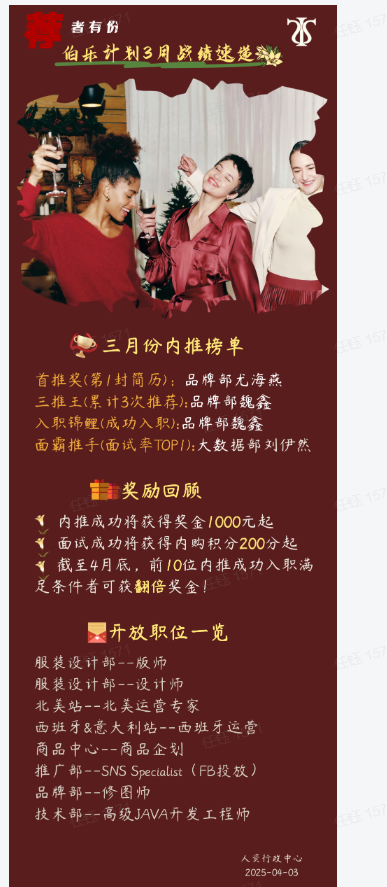 荐者有份
伯乐计划3月战绩速递
三月份内推榜单
首推奖(第1封简历)：品牌部尤海燕
三推王(累计3次推荐):品牌部魏鑫
入职锦鲤(成功入职):品牌部魏鑫
面霸推手(面试率TOP1):大数据部刘伊然
奖励回顾
内推成功将获得奖金1000元起
面试成功将获得内购积分200分起
截至4月底，前10位内推成功入职满
足条件者可获翻倍奖金！
开放职位一览
服装设计部--版师
服装设计部--设计师
北美站--北美运营专家
西班牙&意大利站--西班牙运营
商品中心--商品企划
推广部--SNS Specialist（FB投放）
品牌部--修图师
技术部--高级JAVA开发工程师
人资行政中心
2025-04-03